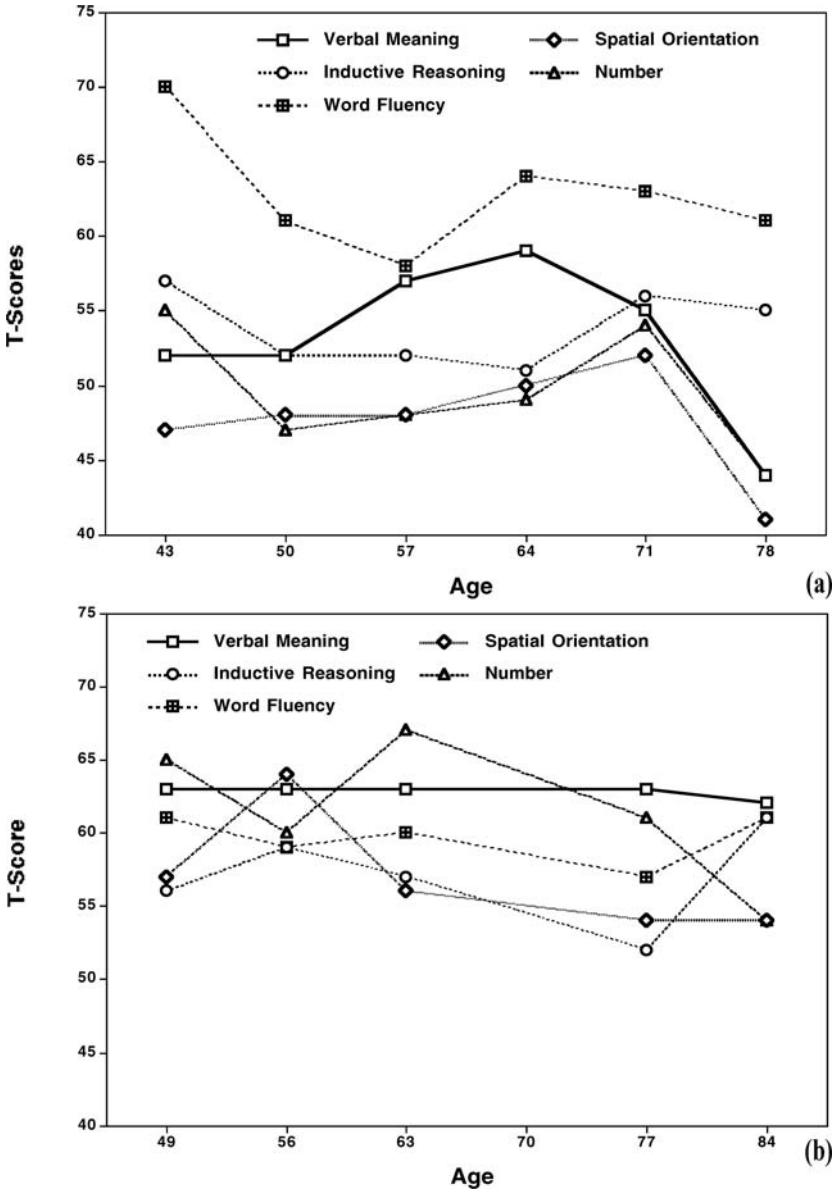 75
70
65
60
55
50
45
40
T-Scores
Verbal Meaning
Inductive Reasoning
Word Fluency
Spatial Orientation
Number
43 50 57 64 71 78
Age
(a)
75
70
65
60
55
50
45
40
T-Score
Verbal Meaning
Inductive Reasoning
Word Fluency
Spatial Orientation
Number
49 56 63 70 77 84
Age
(b)